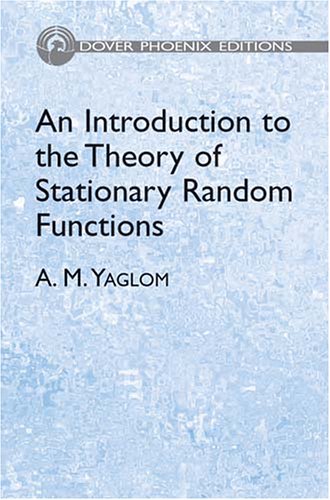 DOVER PHOENIX EDITIONS
An Introduction to
the Theory of
Stationary Random
Functions
A. M. YAGLOM